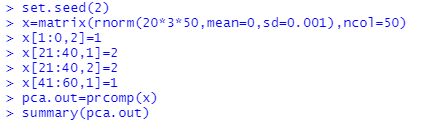 > set.seed(2)
> x=matrix(rnorm(20*3*50,mean=0,sd=0.001),ncol=50)
> x[1:0,2]=1
> x[21:40,1]=2
> x[21:40,2]=2
> x[41:60,1]=1
> pca.out=prcomp(x)
> summary(pca.out)